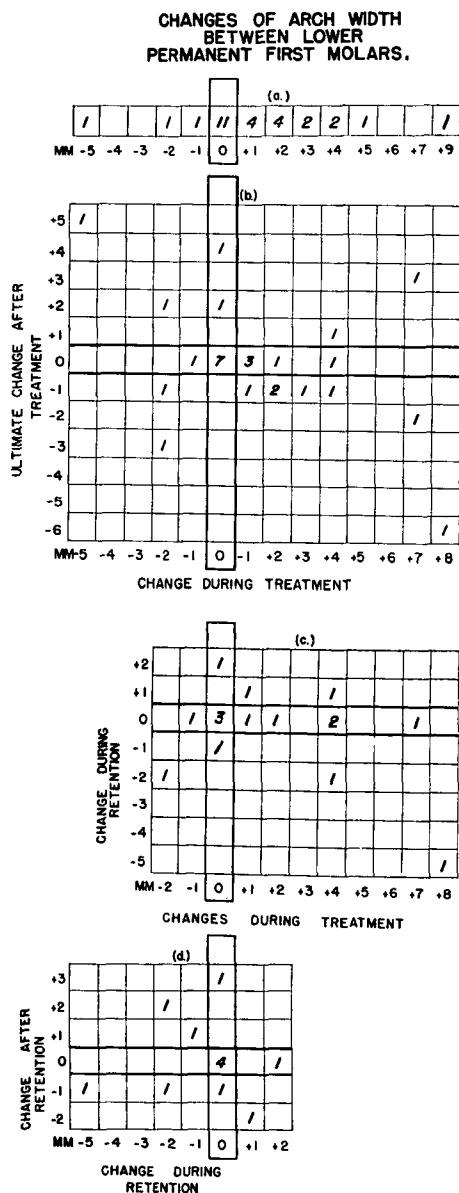 CHANGES OF ARCH WIDTH
BETWEEN LOWER
PERMANENT FIRST MOLARS.
(a.)
1 1 1 11 4 4 2 2 1 1
MM -5 -4 -3 -2 -1 0 +1 +2 +3 +4 +5 +7 +9
(b.)
ULTIMATE CHANGE AFTER
TREATMENT
+5 1
+4 1
+3 1
+2 1 1
+1 1
0 1 7 3 1 1
-1 1 1 2 1 1
-2 1
-3 1
-4
-5
-6 1
MM-5 -4 -3 -2 -1 0 -1 +2 +3 +4 +7 +8
CHANGE DURING TREATMENT
(c.)
CHANGE DURING
RETENTION
+2 1
+1 1 1
0 1 3 1 1 2 1
-1 1
-2 1 1
-3
-4
-5 1
MM -2 -1 0 +1 +2 +3 +4 +7 +8
CHANGES DURING TREATMENT
(d.)
CHANGE AFTER
RETENTION
+3 1
+2 1
+1 1
0 4 1
-1 1 1 1
-2 1
MM -5 -4 -3 -2 -1 0 +1 +2
CHANGE DURING
RETENTION